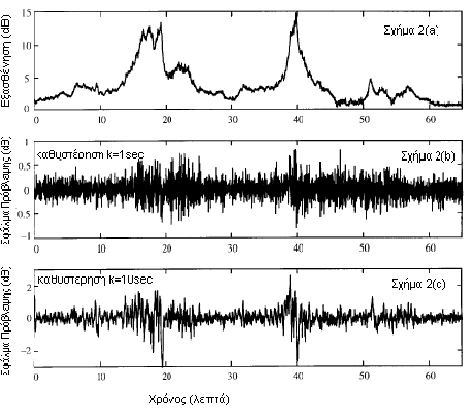 15
Σχήμα 2(a)
10
5
0
Εξασθένηση (dB)
0 10 20 30 40 50 60
1
καθυστέρηση k=1sec
Σχήμα 2(b)
0.5
0
0.5
−1
Σφάλμα Πρόβλεψης (dB)
0 10 20 30 40 50 60
καθυστερηση k=10sec
Σχήμα 2(c)
2
0
−2
Σφάλμα Πρόβλεψης (dB)
0 10 20 30 40 50 60
Χρόνος (λεπτά)